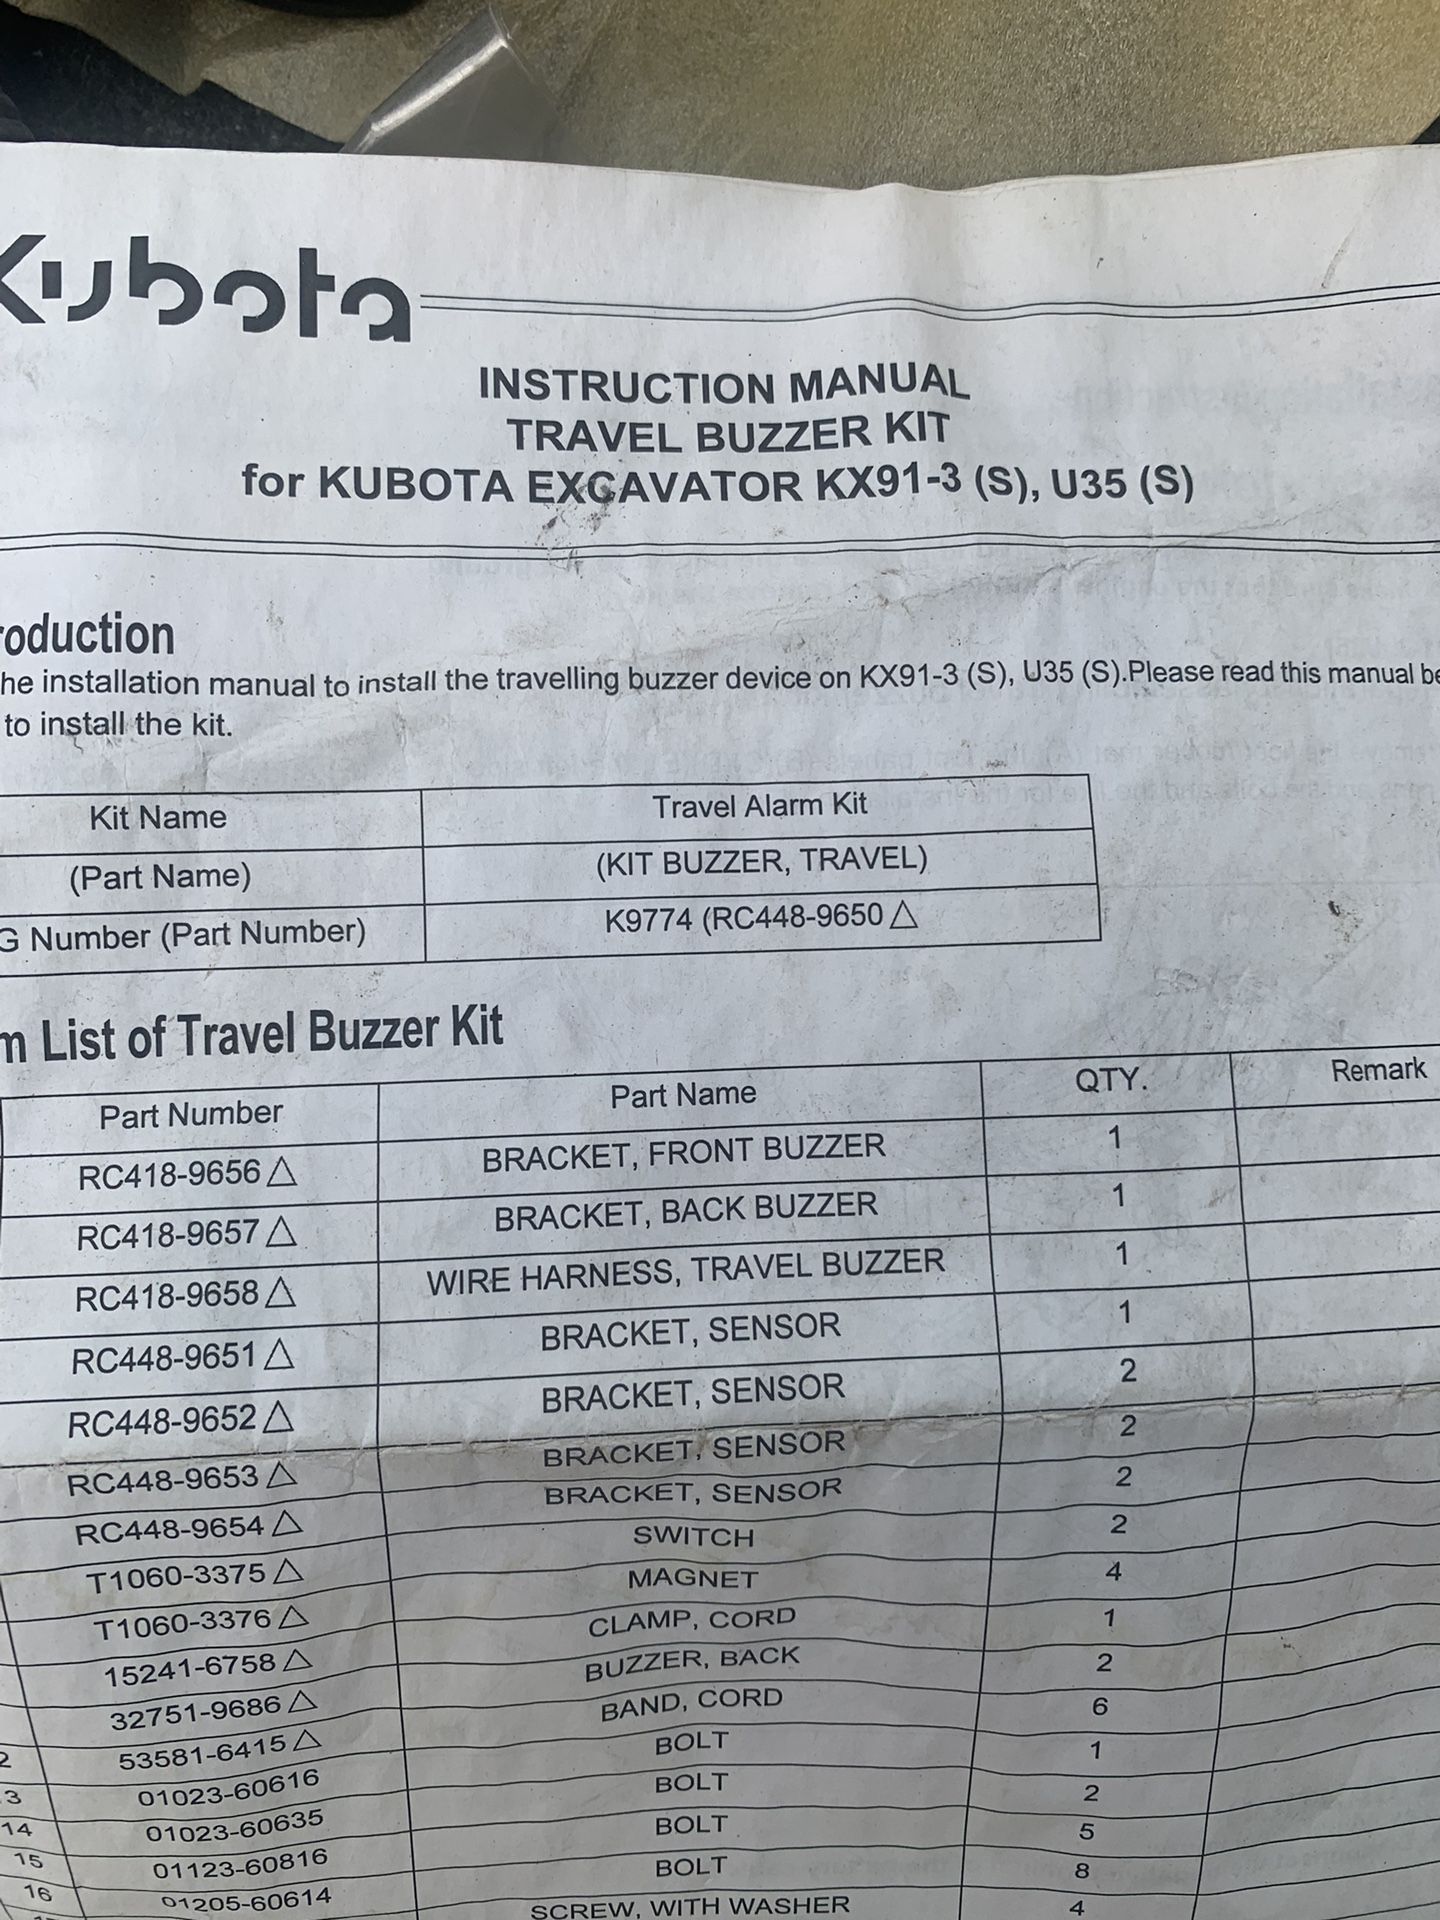 Kubota
INSTRUCTION MANUAL
TRAVEL BUZZER KIT
for KUBOTA EXCAVATOR KX91-3 (S), U35 (S)
roduction
he installation manual to install the travelling buzzer device on KX91-3 (S), U35 (S).Please read this manual be
to install the kit.
Kit Name Travel Alarm Kit
(Part Name) (KIT BUZZER, TRAVEL)
G Number (Part Number) K9774 (RC448-9650△
m List of Travel Buzzer Kit
Part Number Part Name QTY. Remark
RC418-9656△ BRACKET, FRONT BUZZER 1
RC418-9657△ BRACKET, BACK BUZZER 1
RC418-9658△ WIRE HARNESS, TRAVEL BUZZER 1
RC448-9651△ BRACKET, SENSOR 1
RC448-9652△ BRACKET, SENSOR 2
RC448-9653△ BRACKET, SENSOR 2
RC448-9654△ BRACKET, SENSOR 2
T1060-3375△ SWITCH 2
T1060-3376△ MAGNET 4
15241-6758△ CLAMP, CORD 1
32751-9686△ BUZZER, BACK 2
2 53581-6415△ BAND, CORD 6
3 01023-60616 BOLT 1
14 01023-60635 BOLT 2
15 01123-60816 BOLT 5
16 01205-60614 BOLT 8
SCREW, WITH WASHER 4